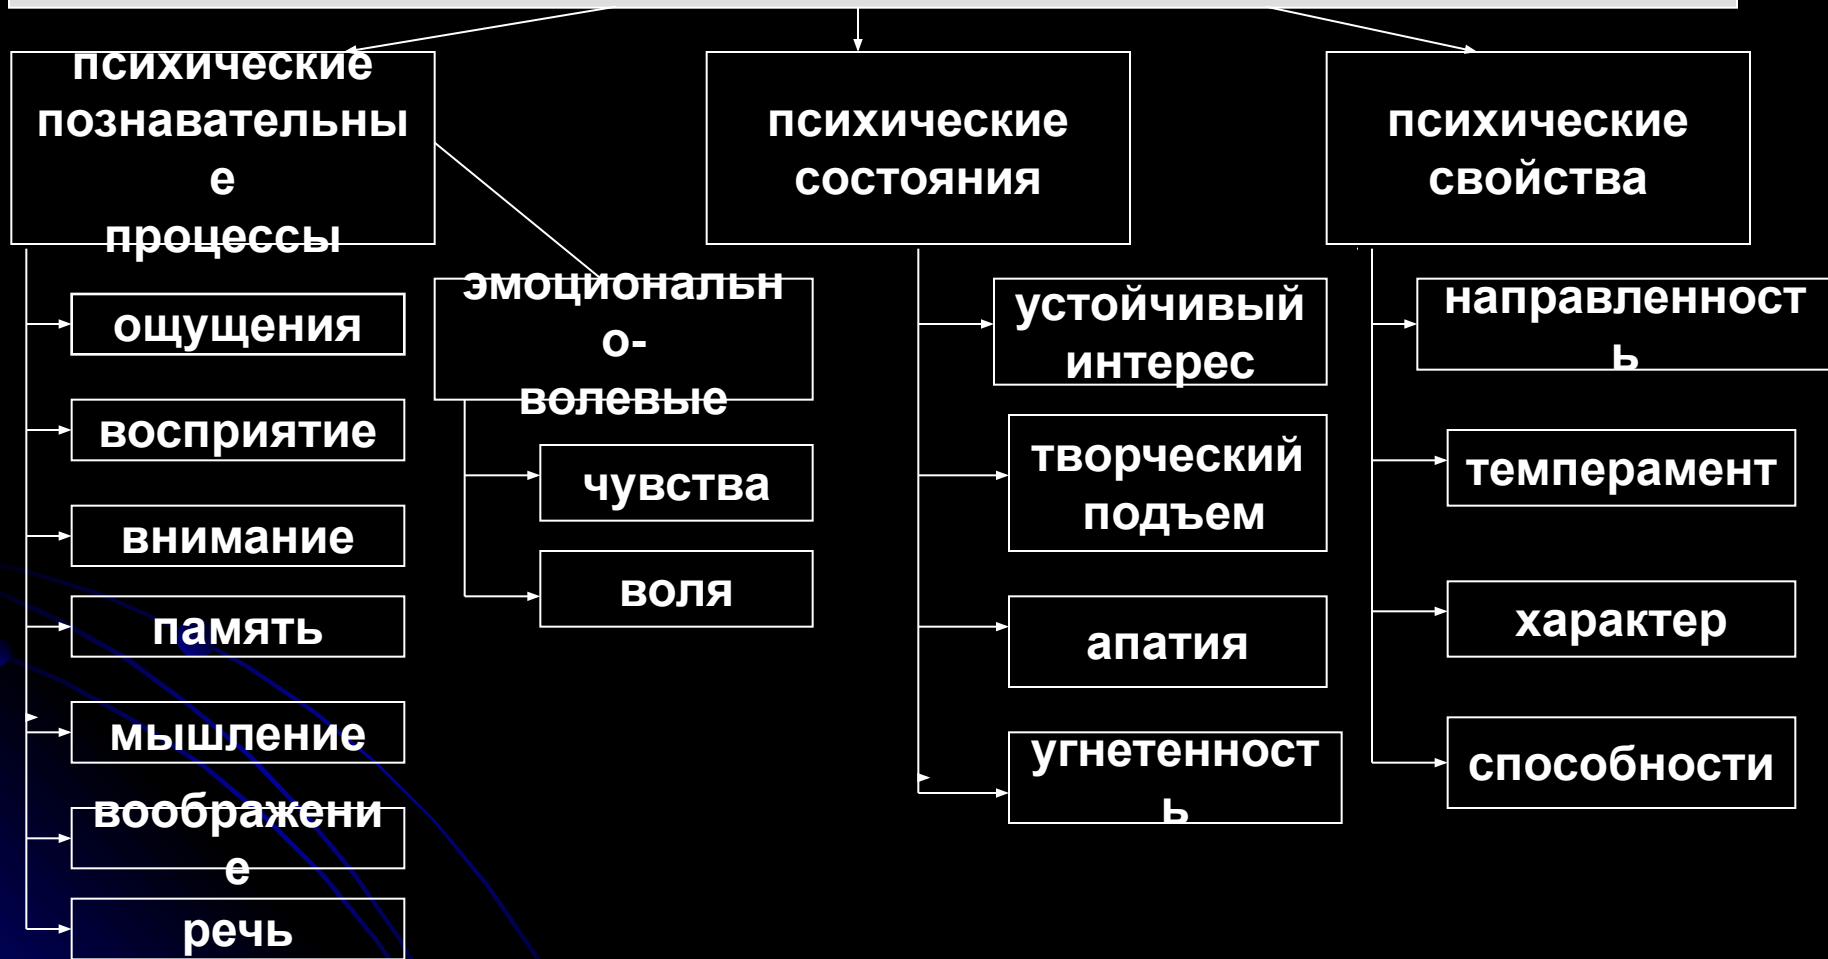 психические
познавательны
е
процессы
ощущения
восприятие
внимание
память
мышление
воображени
е
речь
эмоциональн
о-
волевые
чувства
воля
психические
состояния
устойчивый
интерес
творческий
подъем
апатия
угнетенност
ь
психические
свойства
направленност
ь
темперамент
характер
способности